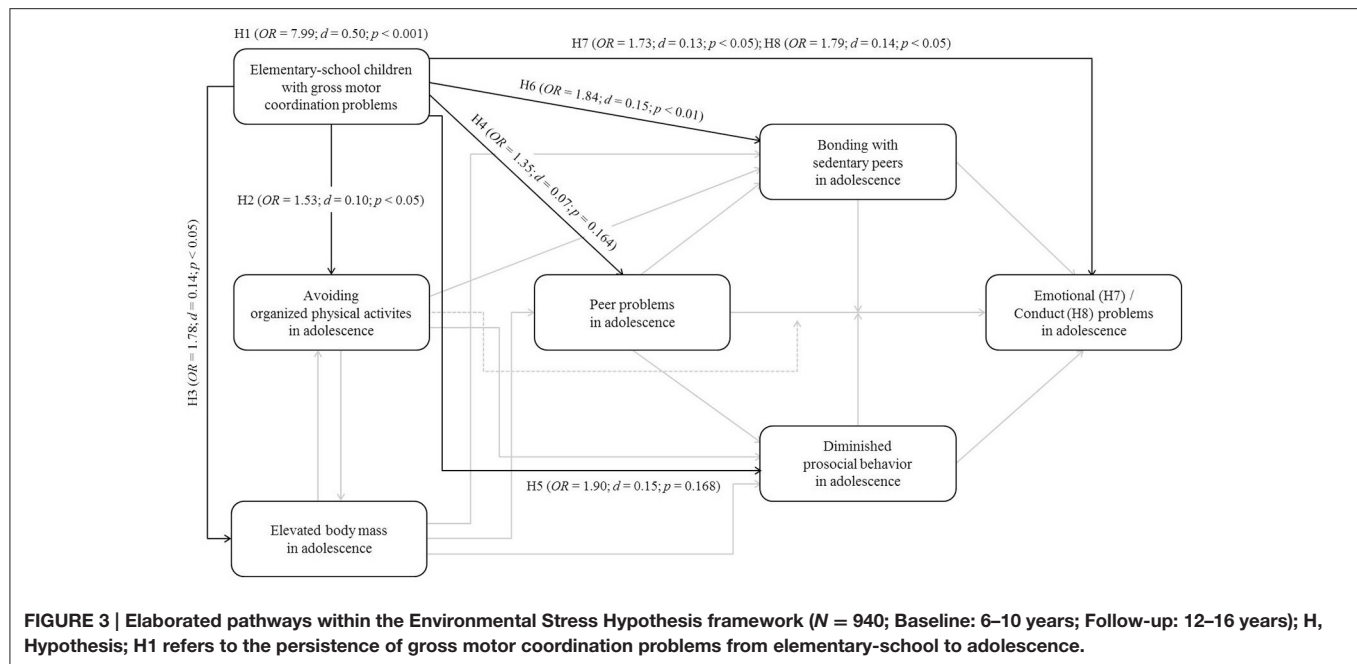 H1 (OR = 7.99; d = 0.50; p < 0.001)
H7 (OR = 1.73; d = 0.13; p < 0.05); H8 (OR = 1.79; d = 0.14; p < 0.05)
Elementary-school children
with gross motor
coordination problems
H6 (OR = 1.84; d = 0.15; p < 0.01)
H4 (OR = 1.35; d = 0.07; p = 0.164)
Bonding with
sedentary peers
in adolescence
H2 (OR = 1.53; d = 0.10; p < 0.05)
H3 (OR = 1.78; d = 0.14; p < 0.05)
Avoiding
organized physical activites
in adolescence
Peer problems
in adolescence
Emotional (H7) /
Conduct (H8) problems
in adolescence
Diminished
prosocial behavior
in adolescence
H5 (OR = 1.90; d = 0.15; p = 0.168)
Elevated body mass
in adolescence
FIGURE 3 | Elaborated pathways within the Environmental Stress Hypothesis framework (N = 940; Baseline: 6–10 years; Follow-up: 12–16 years); H,
Hypothesis; H1 refers to the persistence of gross motor coordination problems from elementary-school to adolescence.